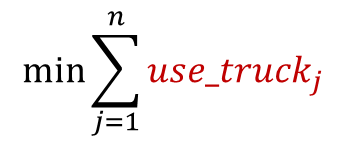 n
min ∑ use_truck_j
j=1